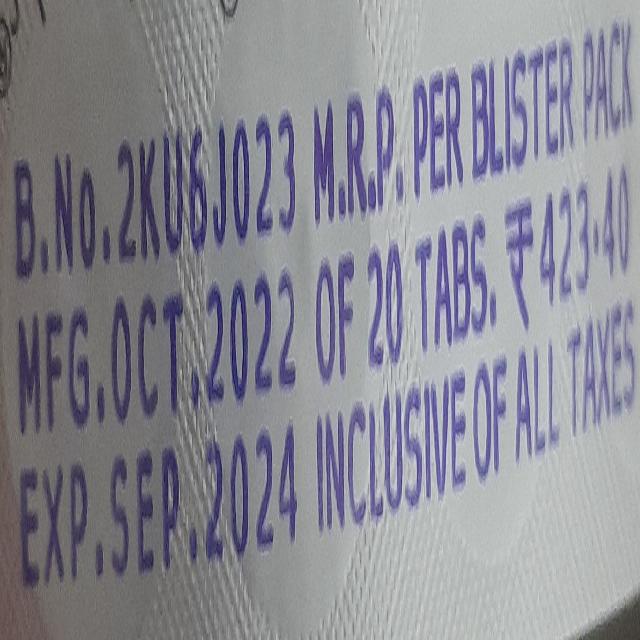 B.No.2KU6J023 M.R.P. PER BLISTER PACK
MFG.OCT.2022 OF 20 TABS. ₹423.40
EXP.SEP.2024 INCLUSIVE OF ALL TAXES